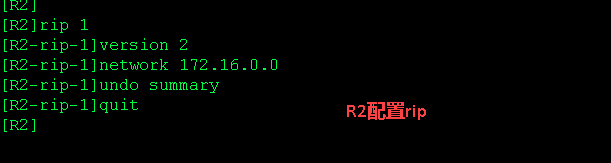 [R2]
[R2]rip 1
[R2-rip-1]version 2
[R2-rip-1]network 172.16.0.0
[R2-rip-1]undo summary
[R2-rip-1]quit
R2配置rip
[R2]